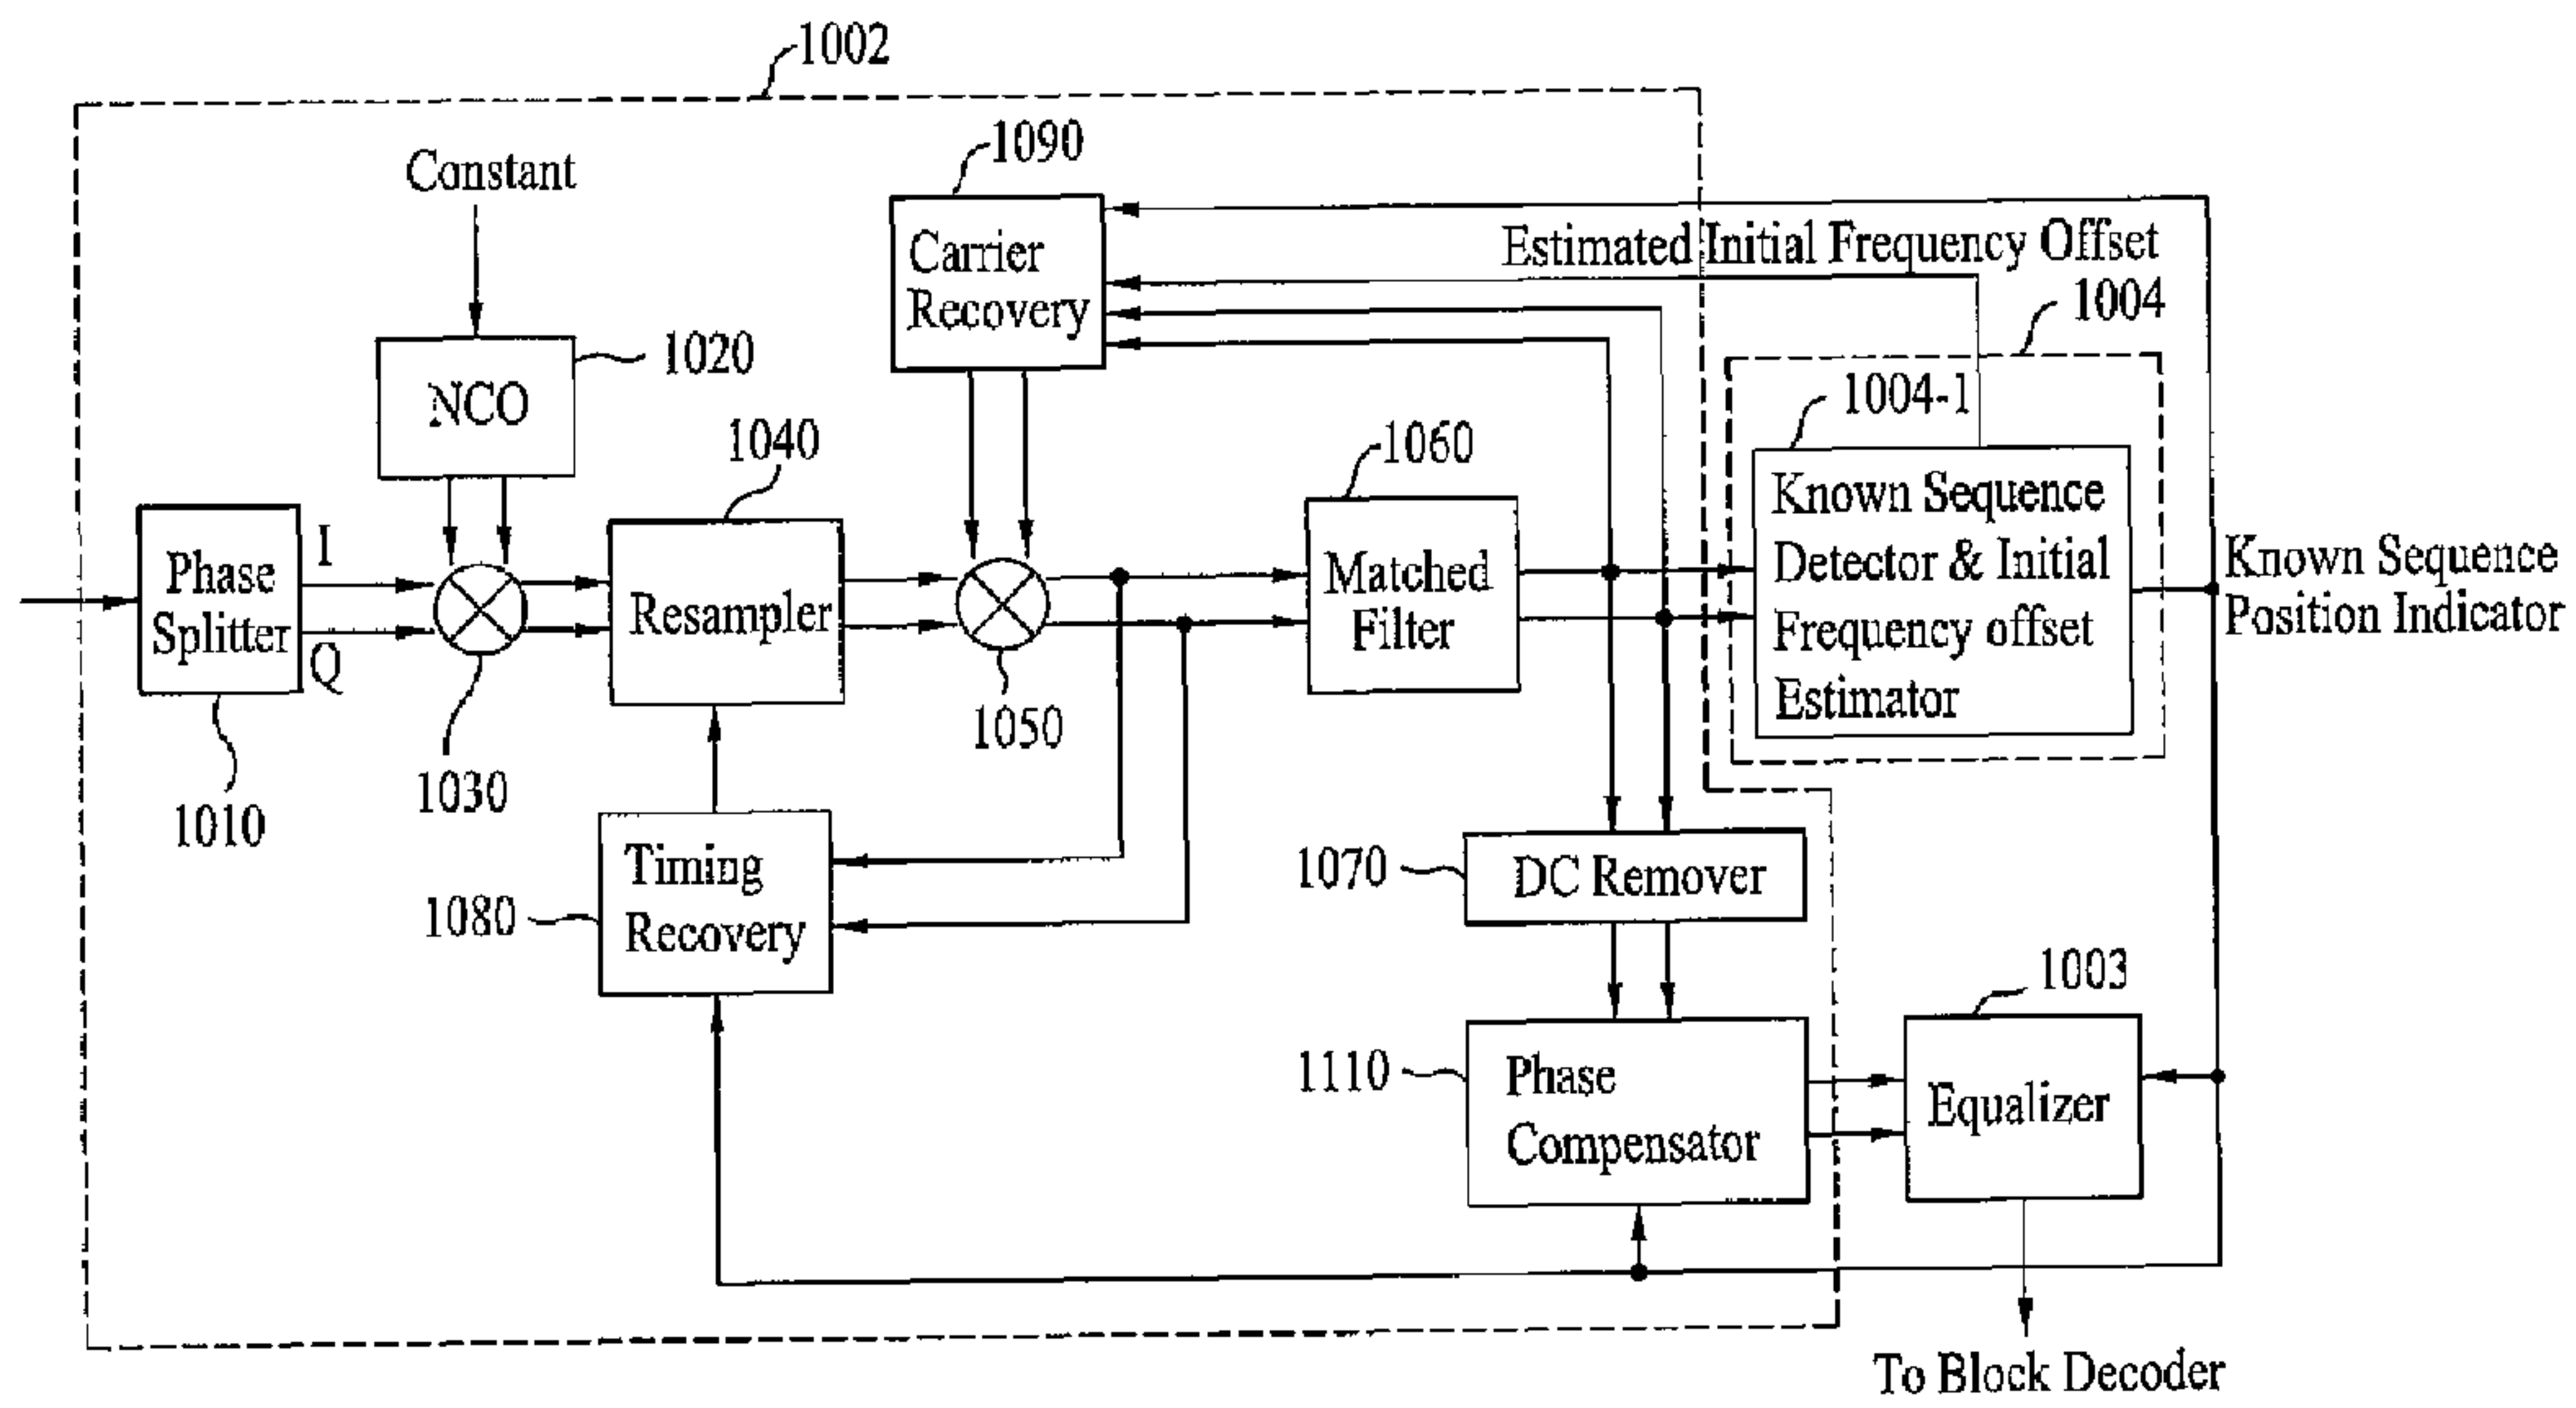 1002
1090
Constant
Carrier
Recovery
Estimated Initial Frequency Offset
1004
1020
NCO
1004-1
1040
1060
Known Sequence
Detector & Initial
Frequency offset
Estimator
Phase
Splitter
I
Q
Resampler
Matched
Filter
Known Sequence
Position Indicator
1010
1030
1050
1070
DC Remover
Timing
Recovery
1080
1003
1110
Phase
Compensator
Equalizer
To Block Decoder